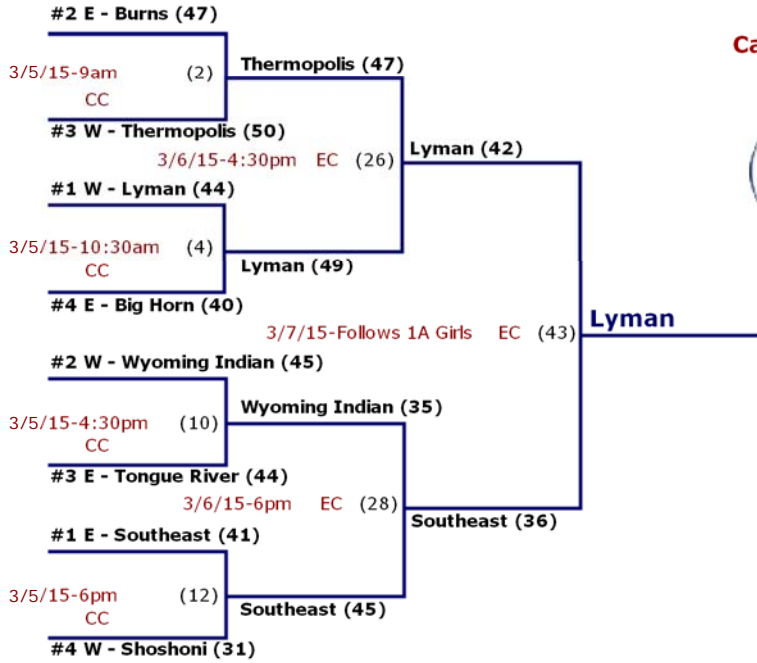 #2 E - Burns (47)
Ca
Thermopolis (47)
3/5/15-9am (2)
CC
#3 W - Thermopolis (50)
Lyman (42)
3/6/15-4:30pm EC (26)
#1 W - Lyman (44)
3/5/15-10:30am (4)
CC
Lyman (49)
#4 E - Big Horn (40)
Lyman
3/7/15-Follows 1A Girls EC (43)
#2 W - Wyoming Indian (45)
Wyoming Indian (35)
3/5/15-4:30pm (10)
CC
#3 E - Tongue River (44)
3/6/15-6pm EC (28)
Southeast (36)
#1 E - Southeast (41)
3/5/15-6pm (12)
CC
Southeast (45)
#4 W - Shoshoni (31)